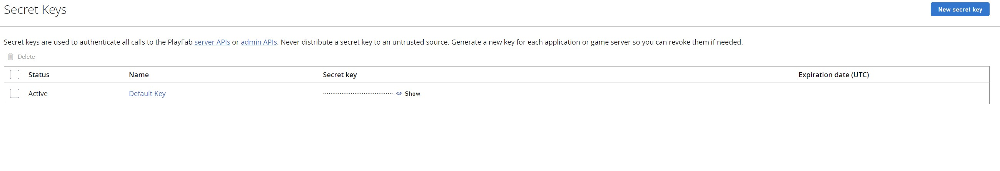 Secret Keys
New secret key
Secret keys are used to authenticate all calls to the PlayFab server APIs or admin APIs. Never distribute a secret key to an untrusted source. Generate a new key for each application or game server so you can revoke them if needed.
Delete
Status Name Secret key Expiration date (UTC)
Active Default Key ...................................... Show